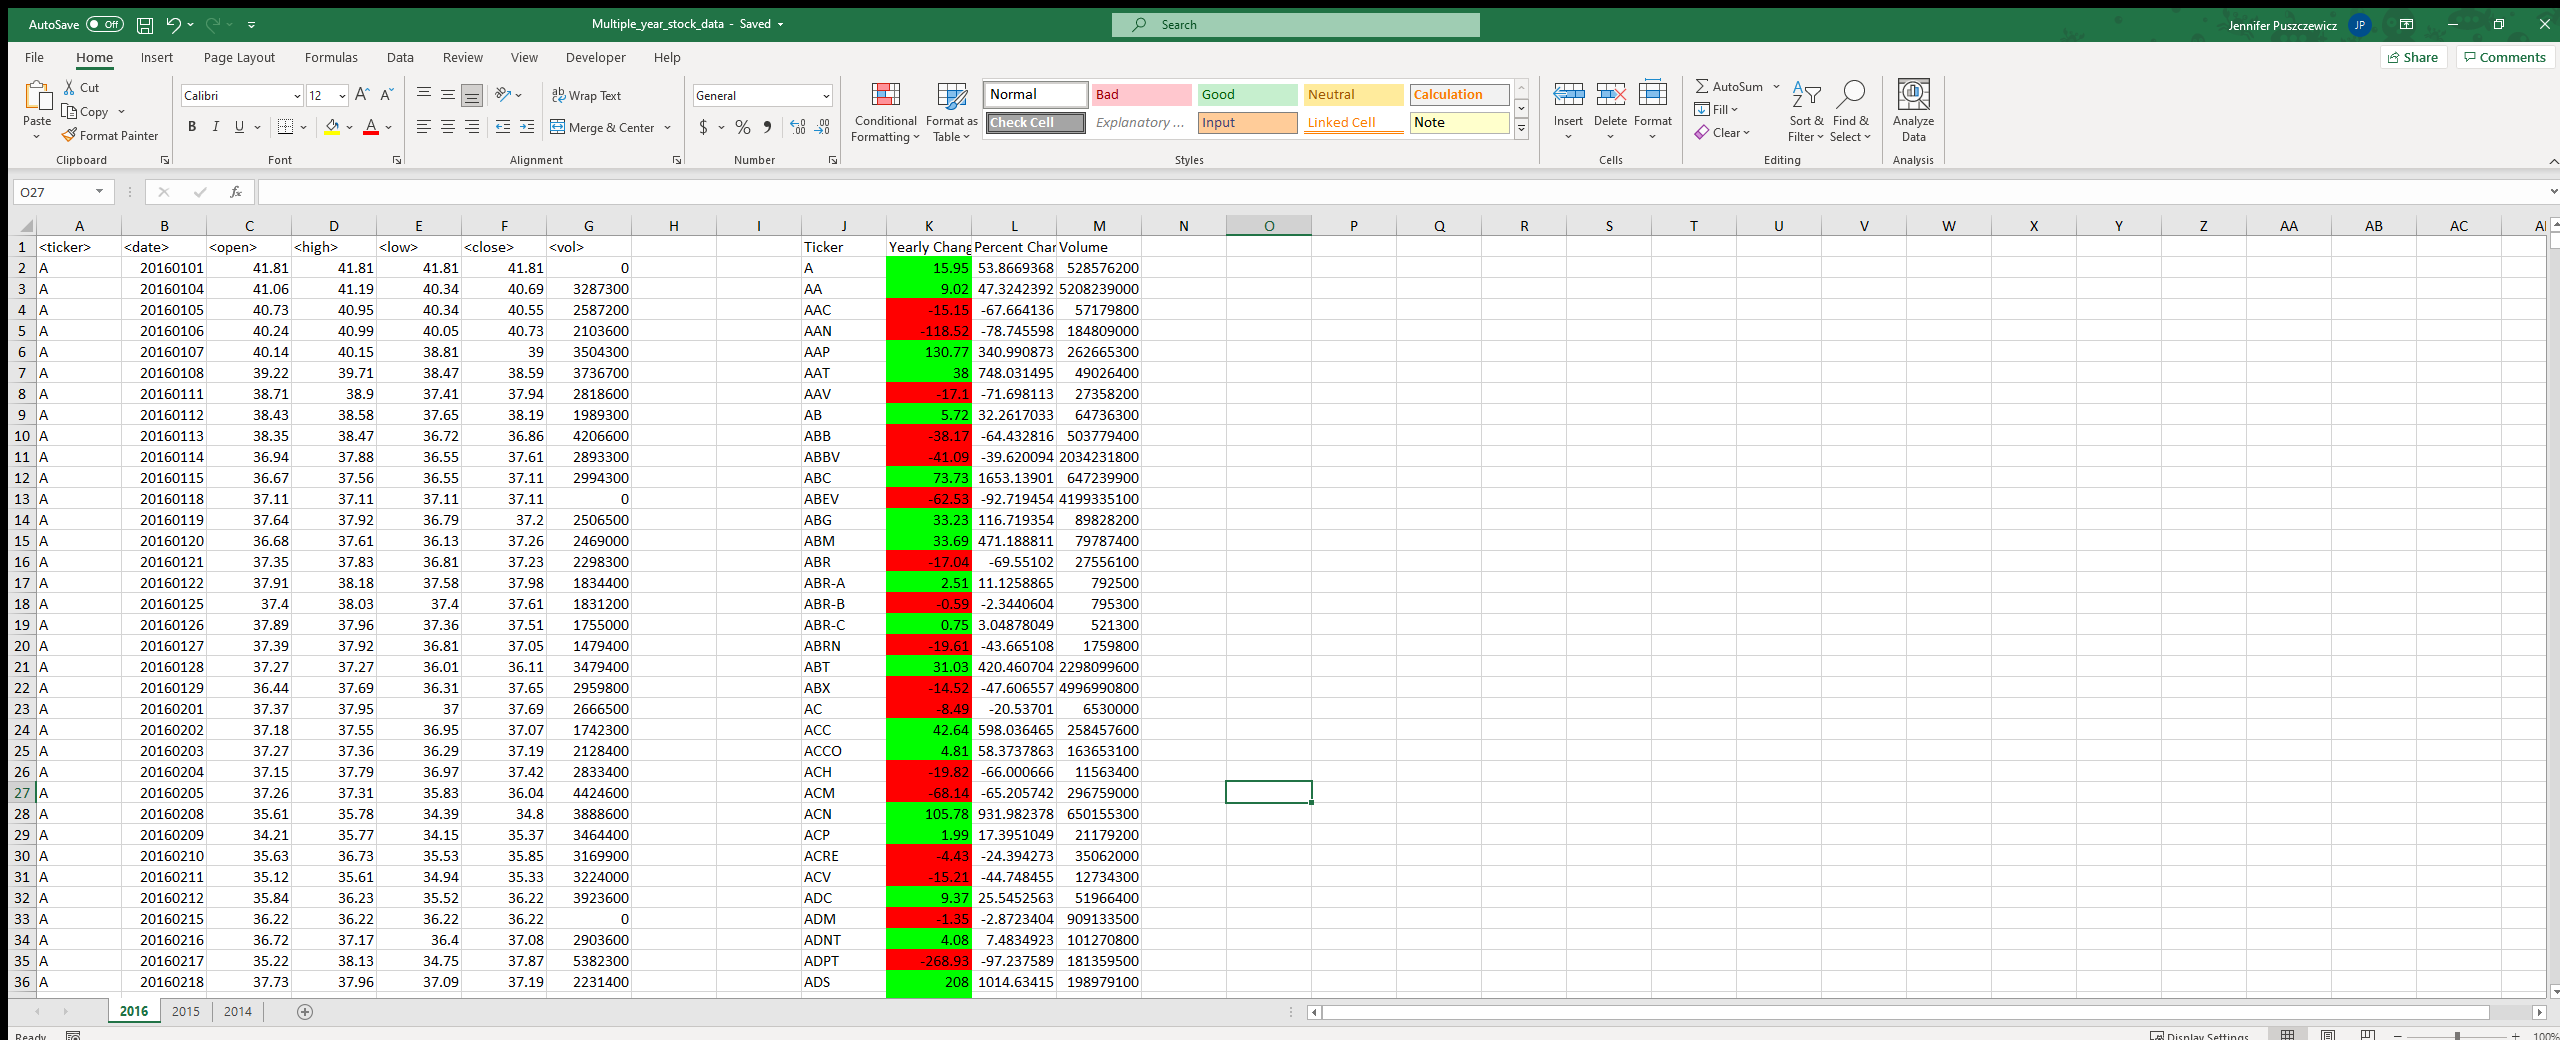 AutoSave Off Multiple_year_stock_data - Saved Search Jennifer Puszczewicz JP
File Home Insert Page Layout Formulas Data Review View Developer Help Share Comments
Paste Cut Copy Format Painter Clipboard
Calibri 12 B I U Font
Wrap Text Merge & Center Alignment
General $ % Number
Conditional Formatting Format as Table
Normal Bad Good Neutral Calculation
Check Cell Explanatory ... Input Linked Cell Note
Styles
Insert Delete Format Cells
AutoSum Fill Clear Sort & Filter Find & Select Editing
Analyze Data Analysis
O27 fx
A B C D E F G H I J K L M N O P Q R S T U V W X Y Z AA AB AC
1 <ticker> <date> <open> <high> <low> <close> <vol> Ticker Yearly Chang Percent Char Volume
2 A 20160101 41.81 41.81 41.81 41.81 0 A 15.95 53.8669368 528576200
3 A 20160104 41.06 41.19 40.34 40.69 3287300 AA 9.02 47.3242392 5208239000
4 A 20160105 40.73 40.95 40.34 40.55 2587200 AAC -15.15 -67.664136 57179800
5 A 20160106 40.24 40.99 40.05 40.73 2103600 AAN -118.52 -78.745598 184809000
6 A 20160107 40.14 40.15 38.81 39 3504300 AAP 130.77 340.990873 262665300
7 A 20160108 39.22 39.71 38.47 38.59 3736700 AAT 38 748.031495 49026400
8 A 20160111 38.71 38.9 37.41 37.94 2818600 AAV -17.1 -71.698113 27358200
9 A 20160112 38.43 38.58 37.65 38.19 1989300 AB 5.72 32.2617033 64736300
10 A 20160113 38.35 38.47 36.72 36.86 4206600 ABB -38.17 -64.432816 503779400
11 A 20160114 36.94 37.88 36.55 37.61 2893300 ABBV -41.09 -39.620094 2034231800
12 A 20160115 36.67 37.56 36.55 37.11 2994300 ABC 73.73 1653.13901 647239900
13 A 20160118 37.11 37.11 37.11 37.11 0 ABEV -62.53 -92.719454 4199335100
14 A 20160119 37.64 37.92 36.79 37.2 2506500 ABG 33.23 116.719354 89828200
15 A 20160120 36.68 37.61 36.13 37.26 2469000 ABM 33.69 471.188811 79787400
16 A 20160121 37.35 37.83 36.81 37.23 2298300 ABR -17.04 -69.55102 27556100
17 A 20160122 37.91 38.18 37.58 37.98 1834400 ABR-A 2.51 11.1258865 792500
18 A 20160125 37.4 38.03 37.4 37.61 1831200 ABR-B -0.59 -2.3440604 795300
19 A 20160126 37.89 37.96 37.36 37.51 1755000 ABR-C 0.75 3.04878049 521300
20 A 20160127 37.39 37.92 36.81 37.05 1479400 ABRN -19.61 -43.665108 1759800
21 A 20160128 37.27 37.27 36.01 36.11 3479400 ABT 31.03 420.460704 2298099600
22 A 20160129 36.44 37.69 36.31 37.65 2959800 ABX -14.52 -47.606557 4996990800
23 A 20160201 37.37 37.95 37 37.69 2666500 AC -8.49 -20.53701 6530000
24 A 20160202 37.18 37.55 36.95 37.07 1742300 ACC 42.64 598.036465 258457600
25 A 20160203 37.27 37.36 36.29 37.19 2128400 ACCO 4.81 58.3737863 163653100
26 A 20160204 37.15 37.79 36.97 37.42 2833400 ACH -19.82 -66.000666 11563400
27 A 20160205 37.26 37.31 35.83 36.04 4424600 ACM -68.14 -65.205742 296759000
28 A 20160208 35.61 35.78 34.39 34.8 3888600 ACN 105.78 931.982378 650155300
29 A 20160209 34.21 35.77 34.15 35.37 3464400 ACP 1.99 17.3951049 21179200
30 A 20160210 35.63 36.73 35.53 35.85 3169900 ACRE -4.43 -24.394273 35062000
31 A 20160211 35.12 35.61 34.94 35.33 3224000 ACV -15.21 -44.748455 12734300
32 A 20160212 35.84 36.23 35.52 36.22 3923600 ADC 9.37 25.5452563 51966400
33 A 20160215 36.22 36.22 36.22 36.22 0 ADM -1.35 -2.8723404 909133500
34 A 20160216 36.72 37.17 36.4 37.08 2903600 ADNT 4.08 7.4834923 101270800
35 A 20160217 35.22 38.13 34.75 37.87 5382300 ADPT -268.93 -97.237589 181359500
36 A 20160218 37.73 37.96 37.09 37.19 2231400 ADS 208 1014.63415 198979100
2016 2015 2014
Ready Display Settings 100%